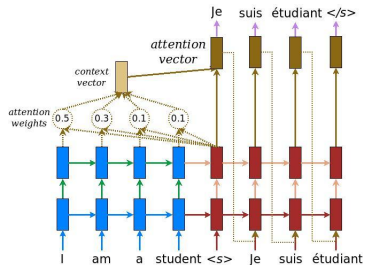 Je suis étudiant </s>
attention
vector
context
vector
attention
weights
0.5 0.3 0.1 0.1
I am a student <s> Je suis étudiant